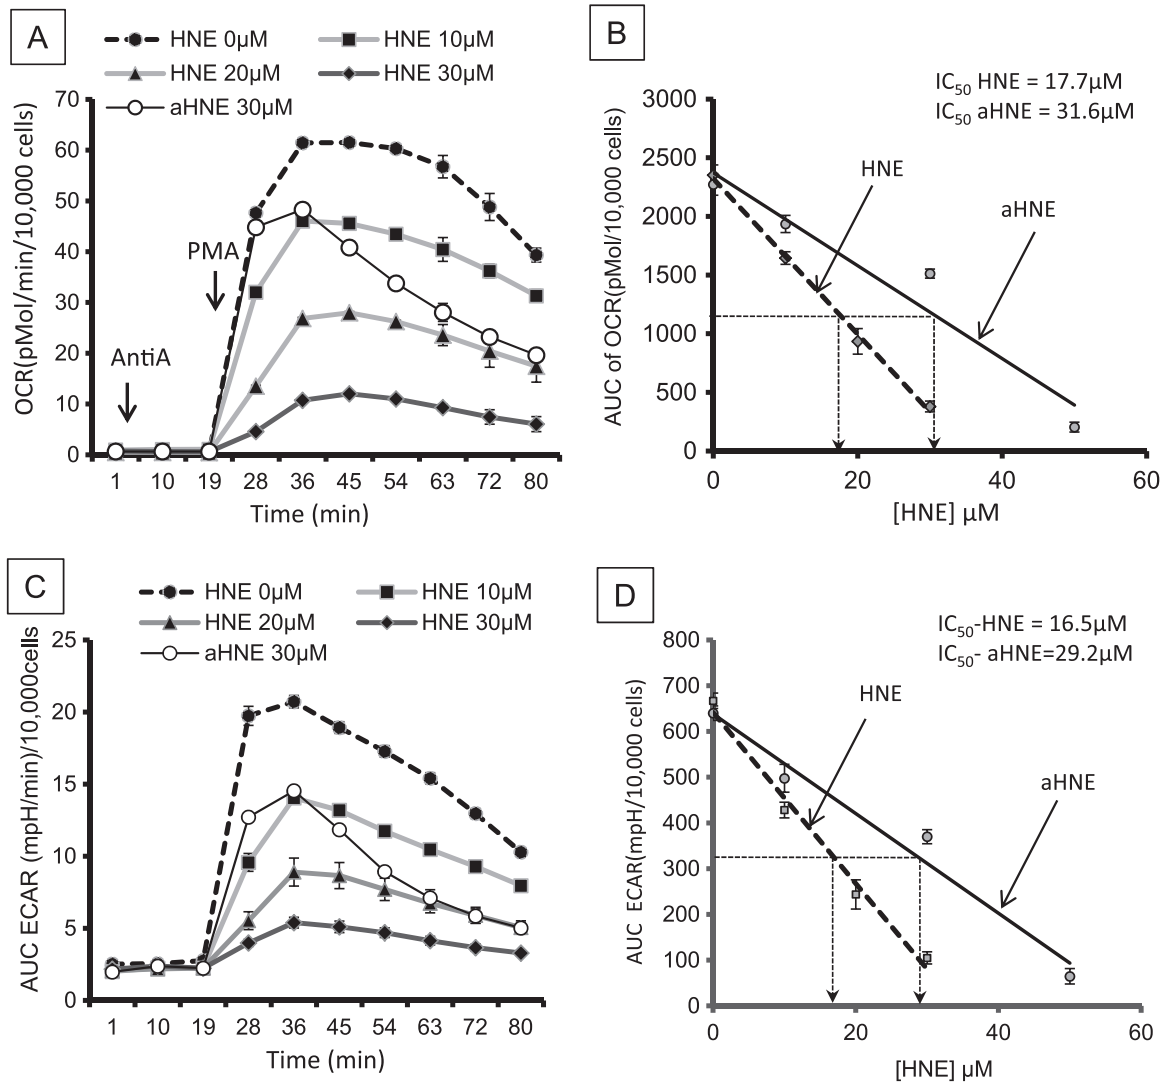 A
HNE 0µM
HNE 10µM
HNE 20µM
HNE 30µM
aHNE 30µM
OCR(pMol/min/10,000 cells)
70
60
50
40
30
20
10
0
PMA
AntiA
1 10 19 28 36 45 54 63 72 80
Time (min)
B
IC50 HNE = 17.7µM
IC50 aHNE = 31.6µM
AUC of OCR(pMol/10,000 cells)
3000
2500
2000
1500
1000
500
0
HNE
aHNE
0 20 40 60
[HNE] µM
C
HNE 0µM
HNE 10µM
HNE 20µM
HNE 30µM
aHNE 30µM
AUC ECAR (mpH/min)/10,000cells
25
20
15
10
5
0
1 10 19 28 36 45 54 63 72 80
Time (min)
D
IC50-HNE = 16.5µM
IC50- aHNE=29.2µM
AUC ECAR(mpH/10,000 cells)
800
700
600
500
400
300
200
100
0
HNE
aHNE
0 20 40 60
[HNE] µM